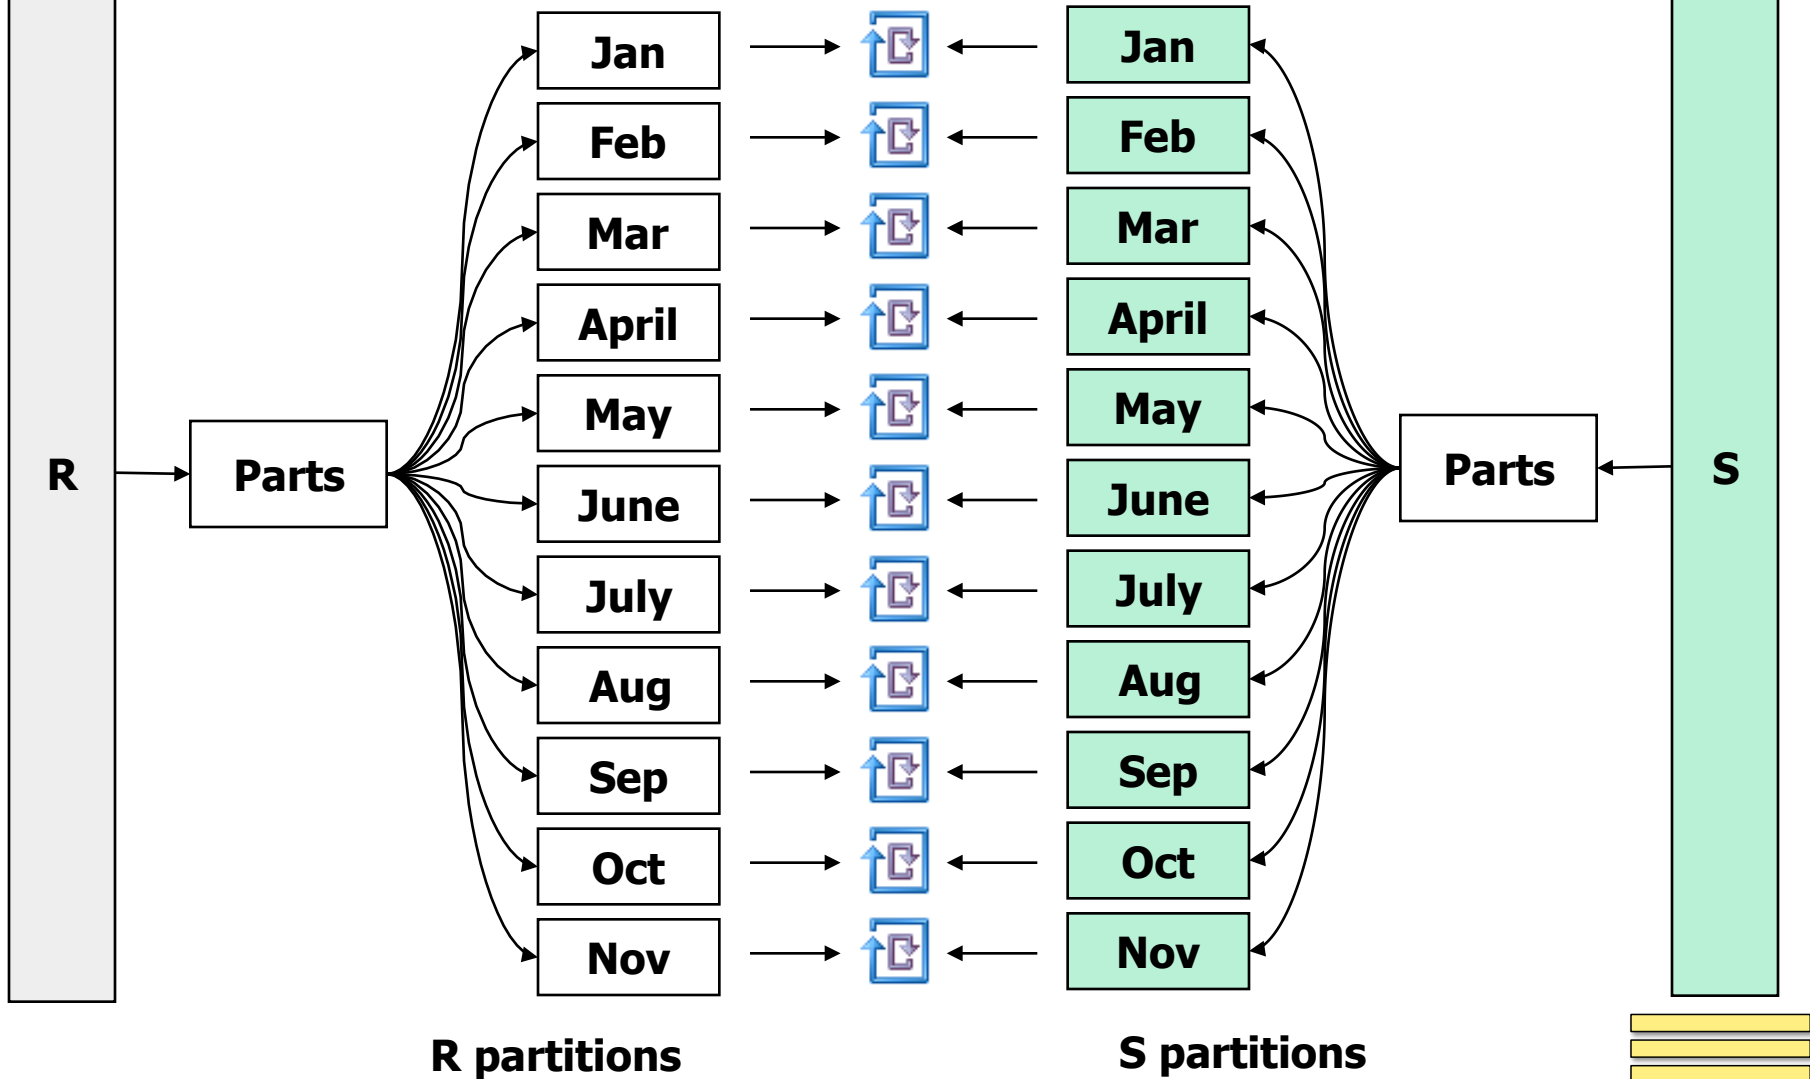 Jan Jan
Feb Feb
Mar Mar
April April
May May
R Parts June June Parts S
July July
Aug Aug
Sep Sep
Oct Oct
Nov Nov
R partitions S partitions